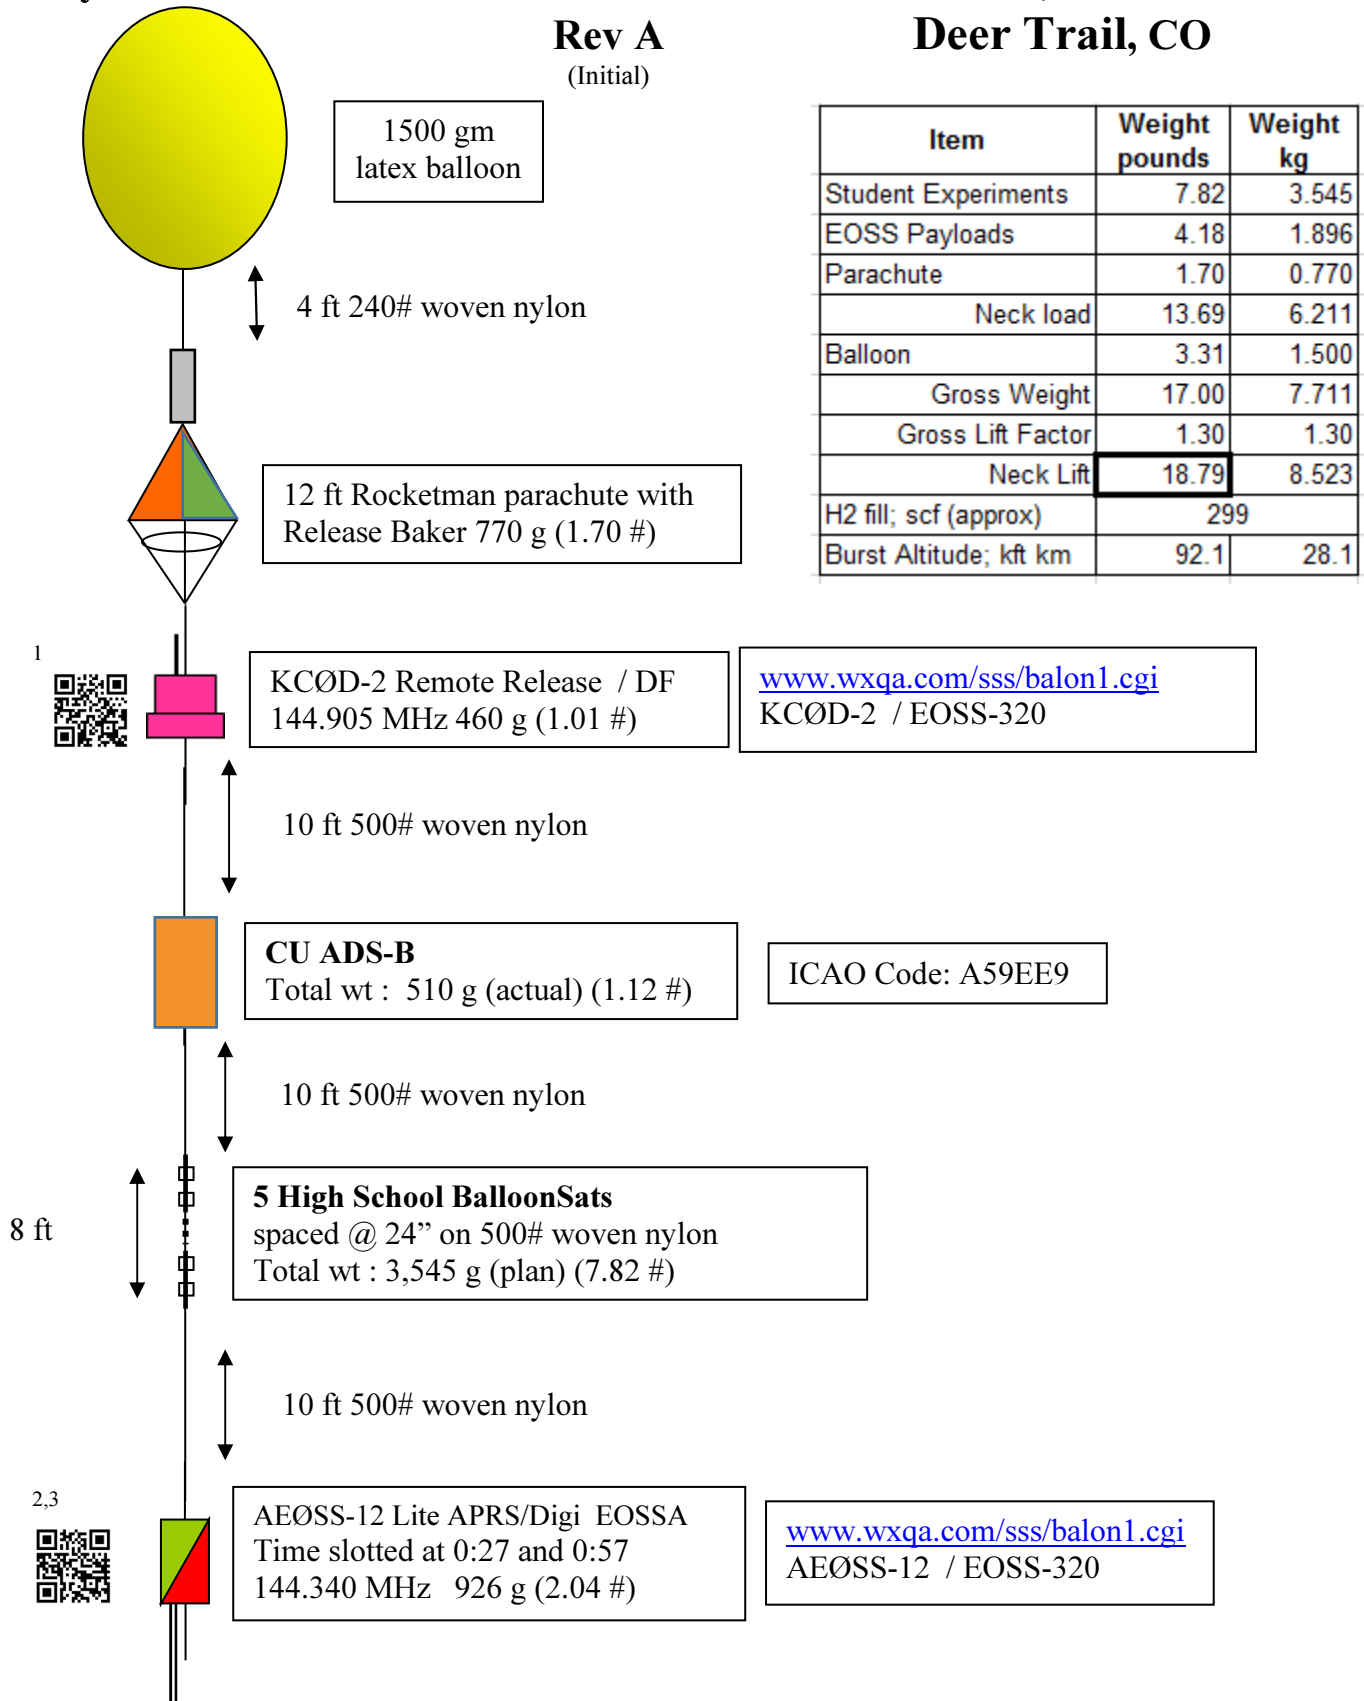 Rev A
(Initial)
Deer Trail, CO
1500 gm
latex balloon
Item Weight pounds Weight kg
Student Experiments 7.82 3.545
EOSS Payloads 4.18 1.896
Parachute 1.70 0.770
Neck load 13.69 6.211
Balloon 3.31 1.500
Gross Weight 17.00 7.711
Gross Lift Factor 1.30 1.30
Neck Lift 18.79 8.523
H2 fill; scf (approx) 299
Burst Altitude; kft km 92.1 28.1
4 ft 240# woven nylon
12 ft Rocketman parachute with
Release Baker 770 g (1.70 #)
1
KCØD-2 Remote Release / DF
144.905 MHz 460 g (1.01 #)
www.wxqa.com/sss/balon1.cgi
KCØD-2 / EOSS-320
10 ft 500# woven nylon
CU ADS-B
Total wt : 510 g (actual) (1.12 #)
ICAO Code: A59EE9
10 ft 500# woven nylon
8 ft
5 High School BalloonSats
spaced @ 24” on 500# woven nylon
Total wt : 3,545 g (plan) (7.82 #)
10 ft 500# woven nylon
2,3
AEØSS-12 Lite APRS/Digi EOSSA
Time slotted at 0:27 and 0:57
144.340 MHz 926 g (2.04 #)
www.wxqa.com/sss/balon1.cgi
AEØSS-12 / EOSS-320